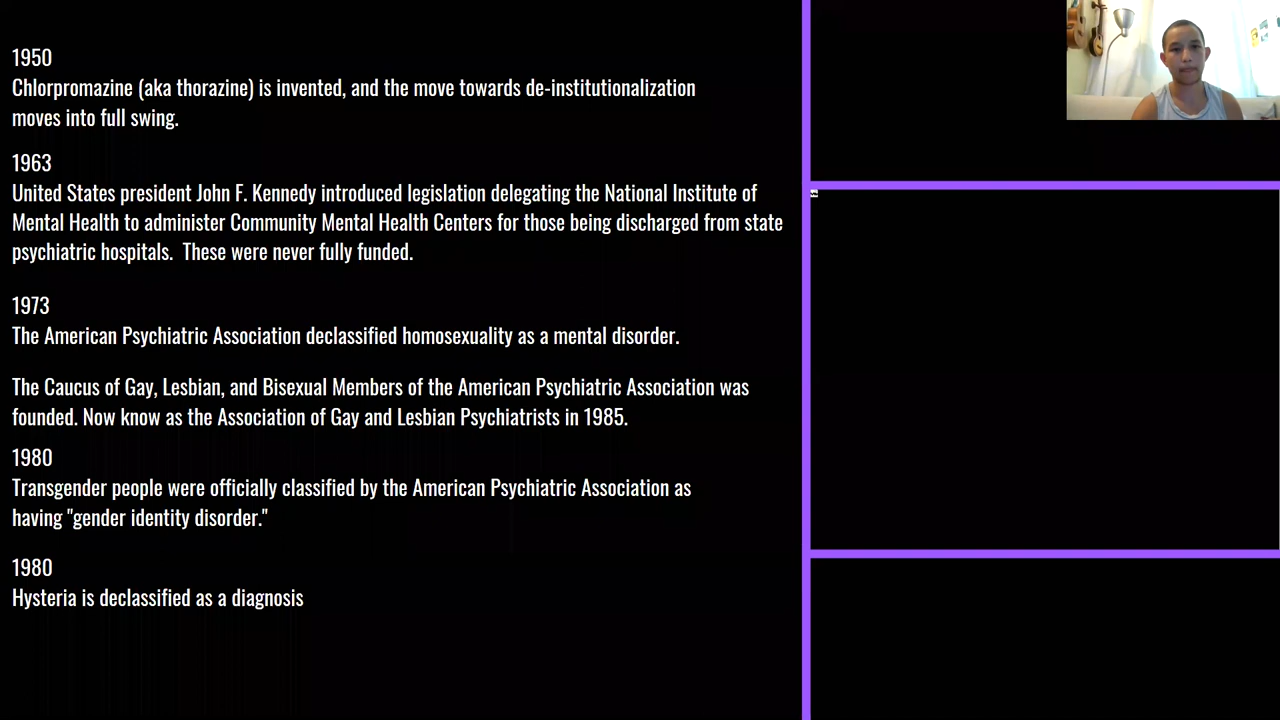 1950
Chlorpromazine (aka thorazine) is invented, and the move towards de-institutionalization
moves into full swing.
1963
United States president John F. Kennedy introduced legislation delegating the National Institute of
Mental Health to administer Community Mental Health Centers for those being discharged from state
psychiatric hospitals.  These were never fully funded.
1973
The American Psychiatric Association declassified homosexuality as a mental disorder.
The Caucus of Gay, Lesbian, and Bisexual Members of the American Psychiatric Association was
founded. Now know as the Association of Gay and Lesbian Psychiatrists in 1985.
1980
Transgender people were officially classified by the American Psychiatric Association as
having "gender identity disorder."
1980
Hysteria is declassified as a diagnosis